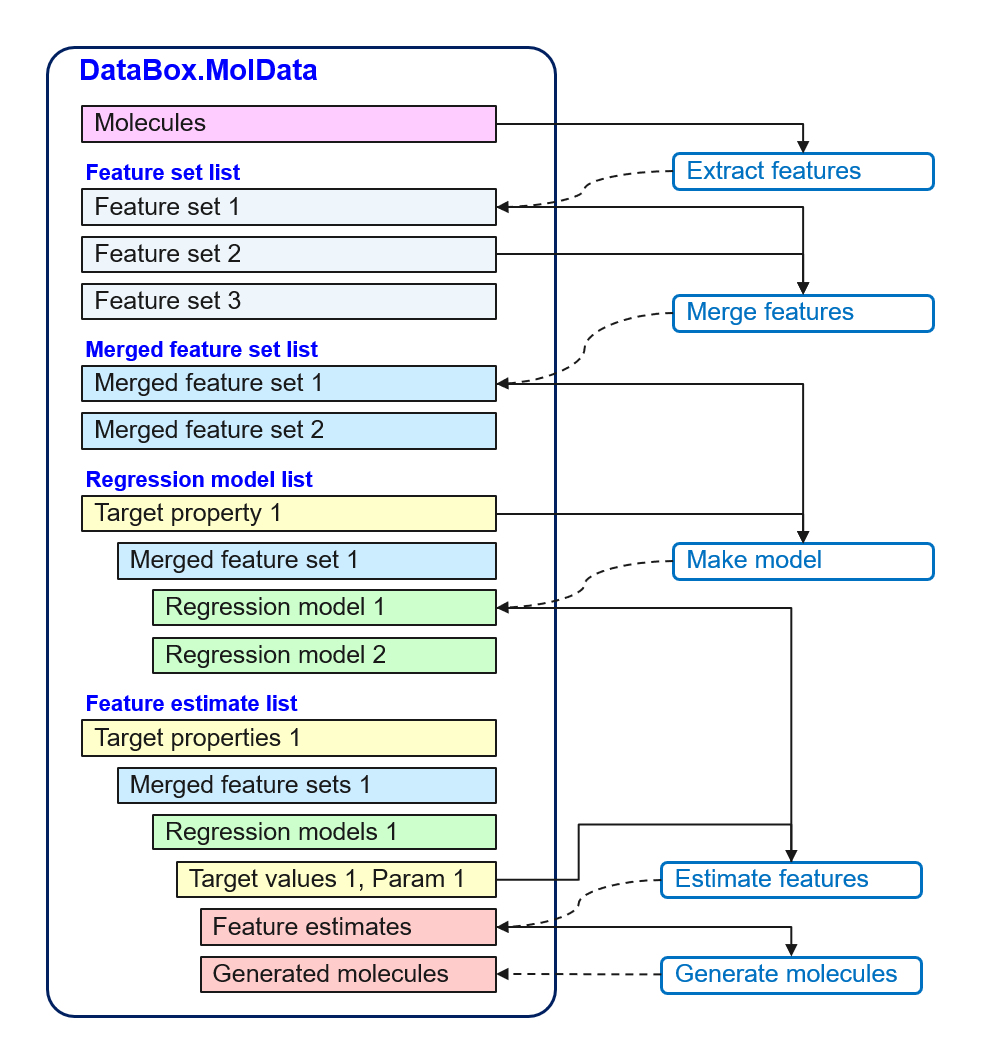 DataBox.MolData
Molecules
Extract features
Feature set list
Feature set 1
Feature set 2
Feature set 3
Merge features
Merged feature set list
Merged feature set 1
Merged feature set 2
Regression model list
Target property 1
Merged feature set 1
Make model
Regression model 1
Regression model 2
Feature estimate list
Target properties 1
Merged feature sets 1
Regression models 1
Target values 1, Param 1
Estimate features
Feature estimates
Generated molecules
Generate molecules